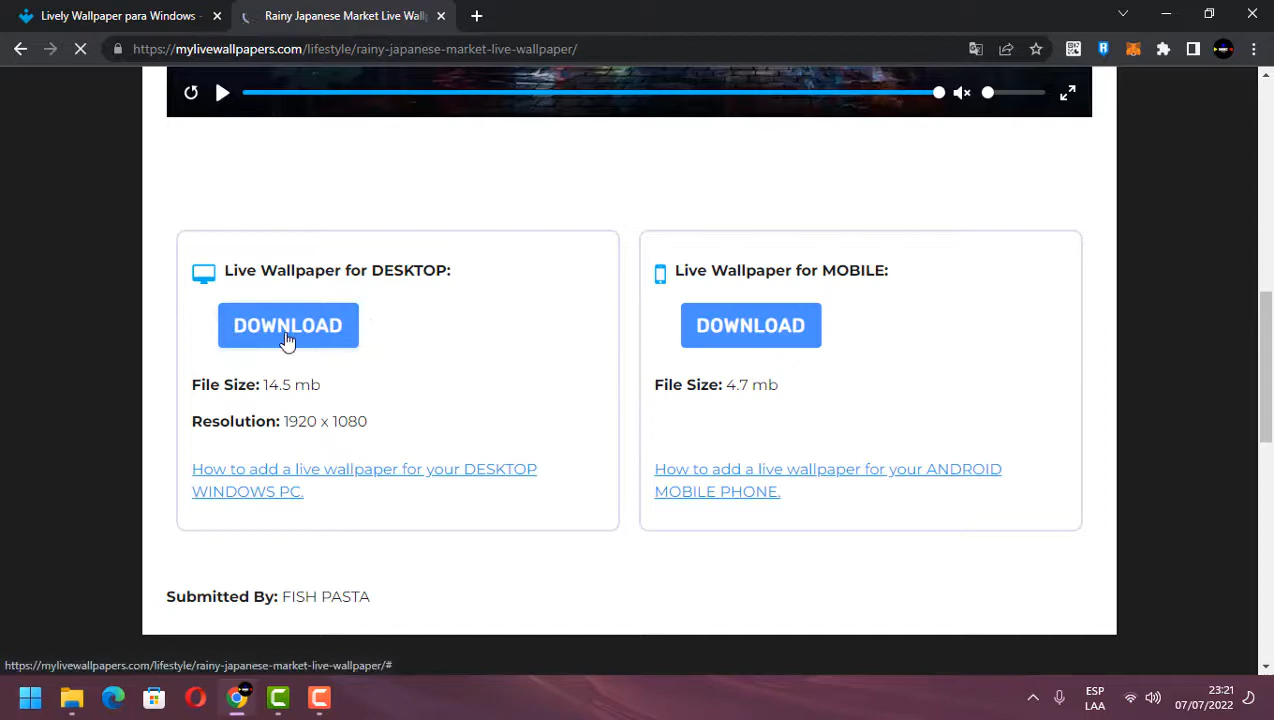 Lively Wallpaper para Windows -
Rainy Japanese Market Live Wall
https://mylivewallpapers.com/lifestyle/rainy-japanese-market-live-wallpaper/
Live Wallpaper for DESKTOP:
DOWNLOAD
File Size: 14.5 mb
Resolution: 1920 x 1080
How to add a live wallpaper for your DESKTOP
WINDOWS PC.
Live Wallpaper for MOBILE:
DOWNLOAD
File Size: 4.7 mb
How to add a live wallpaper for your ANDROID
MOBILE PHONE.
Submitted By: FISH PASTA
https://mylivewallpapers.com/lifestyle/rainy-japanese-market-live-wallpaper/#
ESP
LAA
23:21
07/07/2022